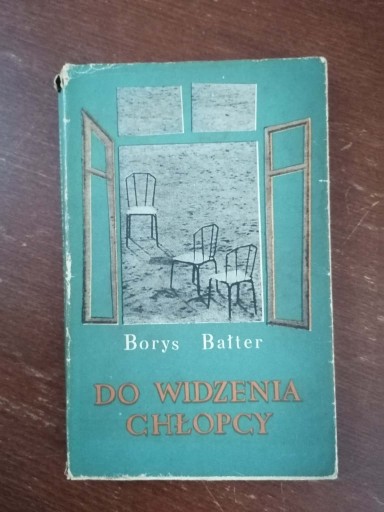 Borys Bałter
DO WIDZENIA
CHŁOPCY